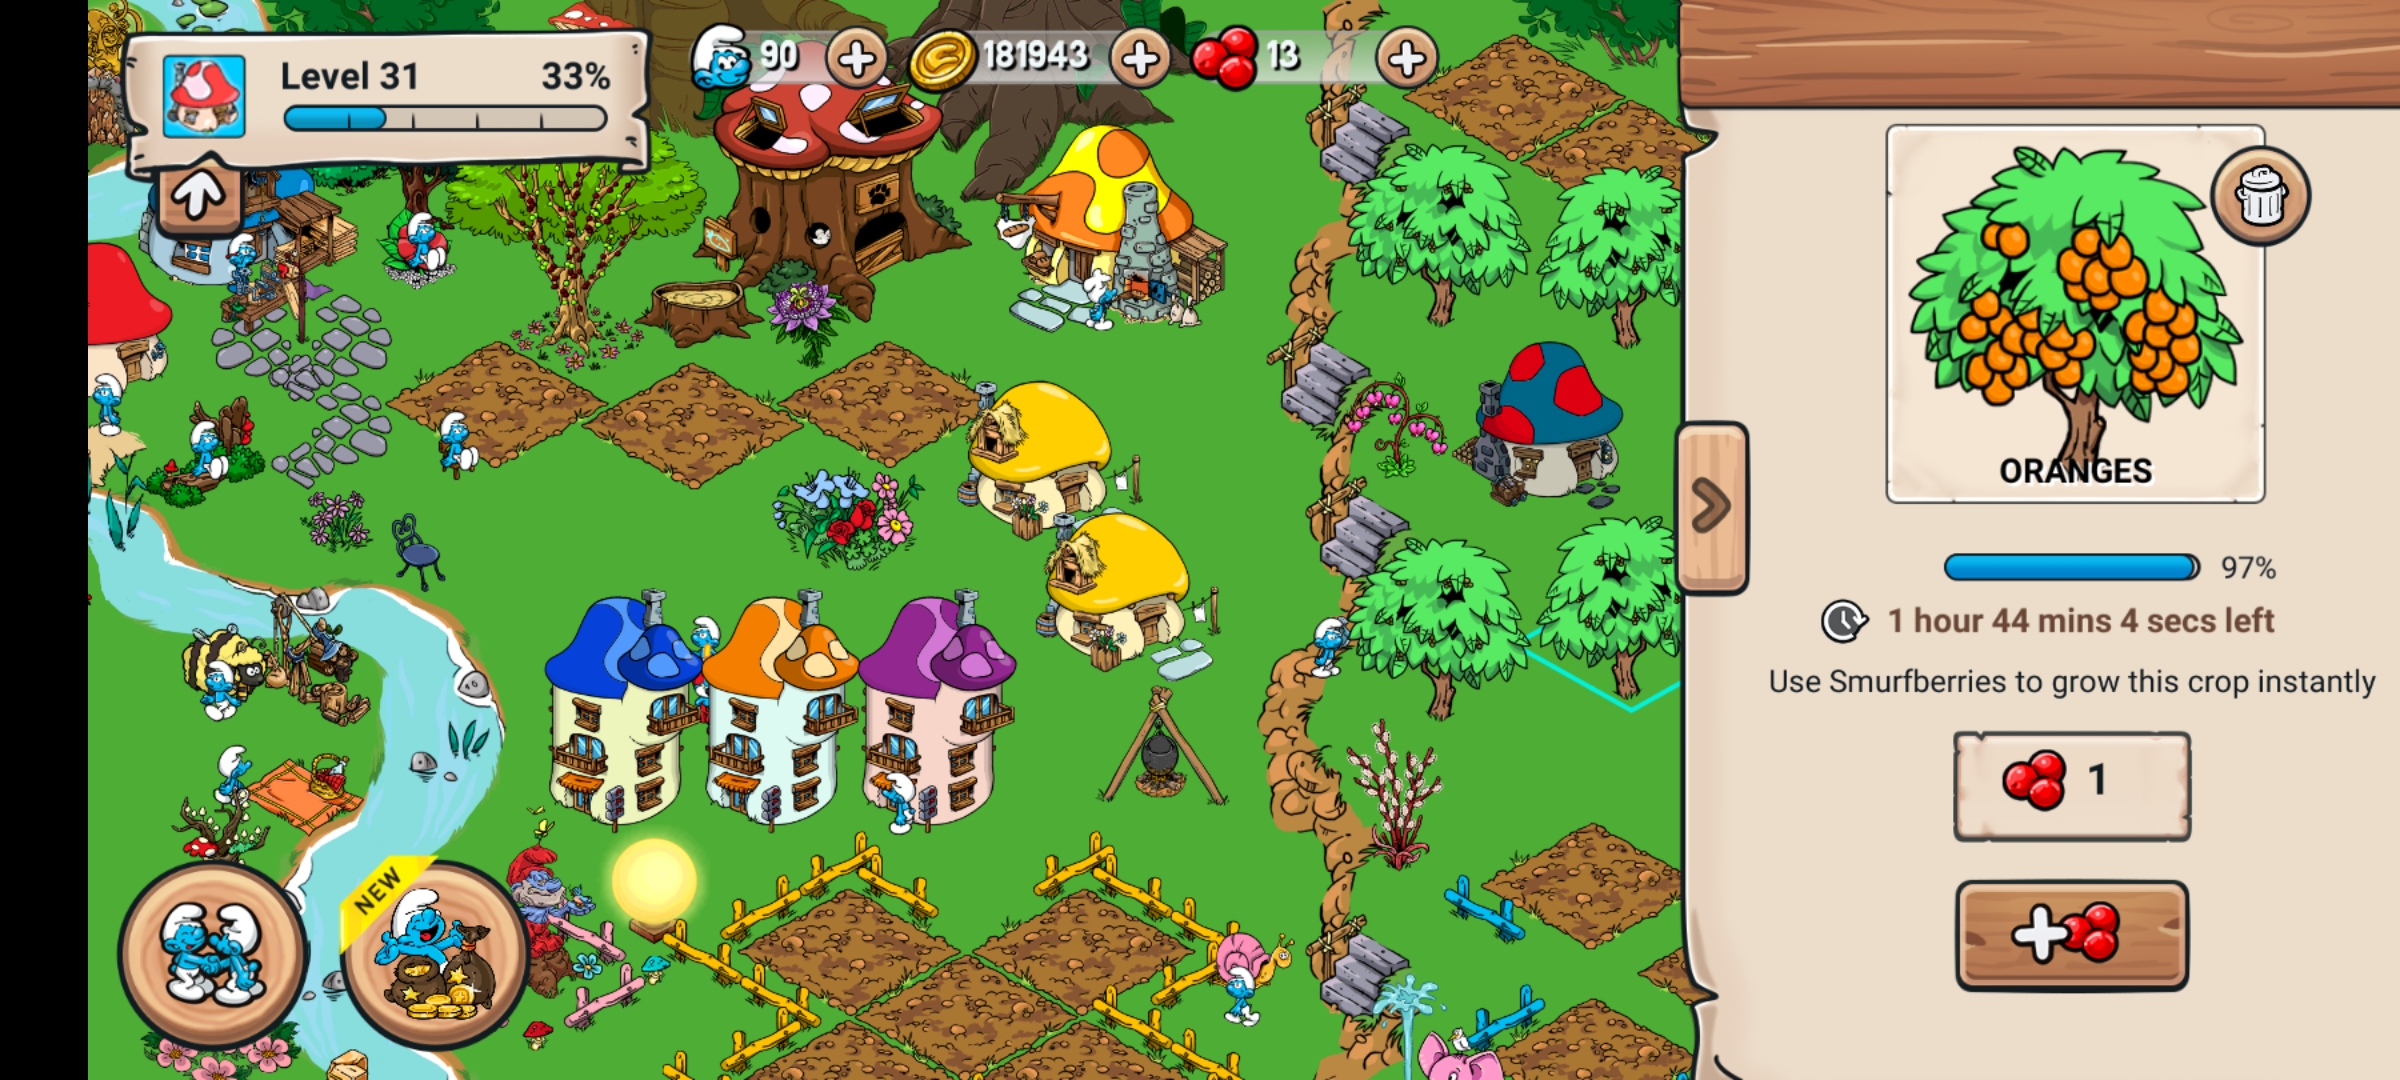 Level 31 33%
90
181943
13
ORANGES
97%
1 hour 44 mins 4 secs left
Use Smurfberries to grow this crop instantly
1
NEW